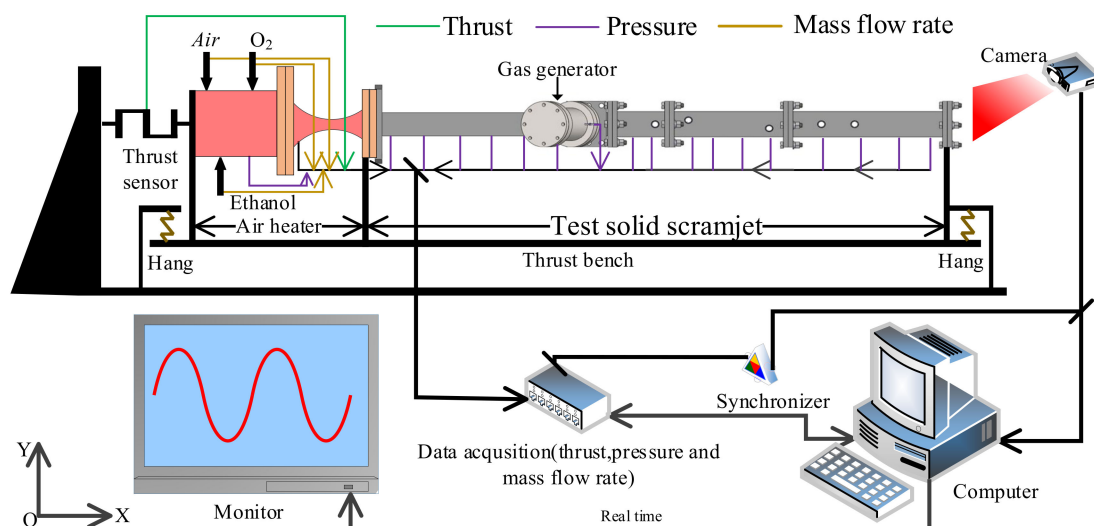 Thrust
Pressure
Mass flow rate
Air
O2
Camera
Gas generator
Thrust
sensor
Ethanol
Air heater
Test solid scramjet
Hang
Thrust bench
Hang
Synchronizer
Data acqusition(thrust,pressure and
mass flow rate)
Computer
Y
O
X
Monitor
Real time